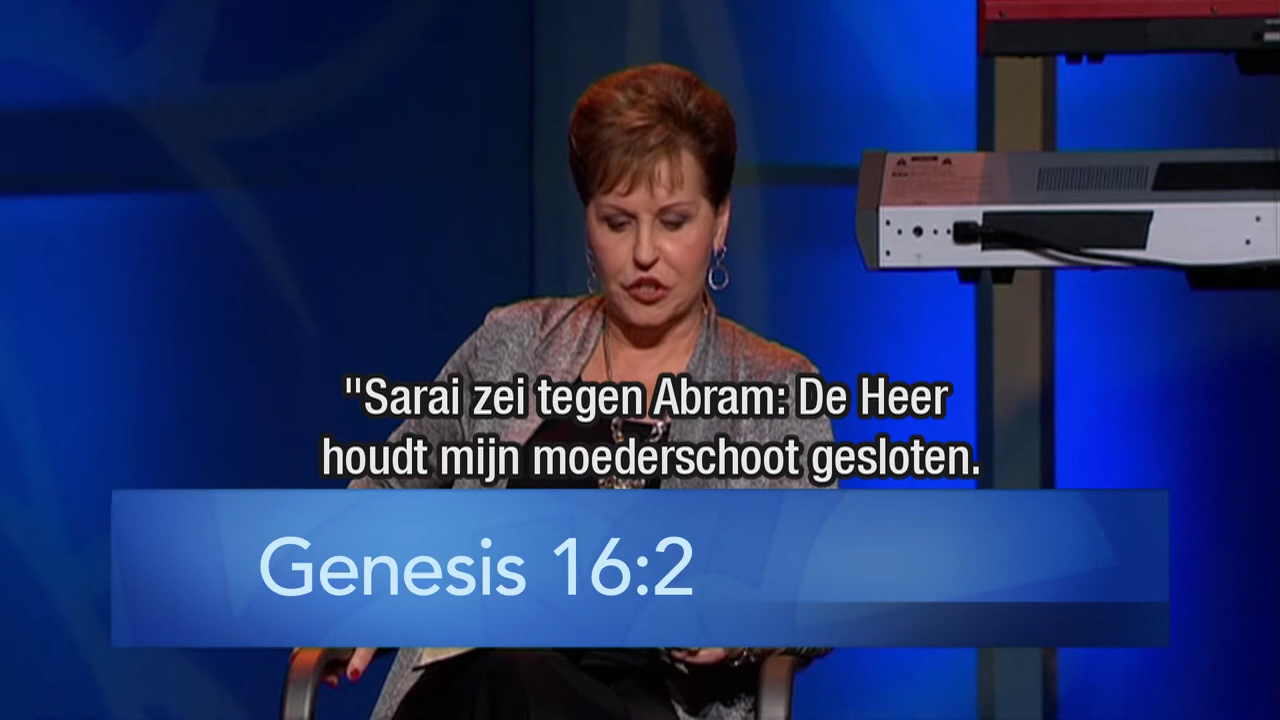 "Sarai zei tegen Abram: De Heer
houdt mijn moederschoot gesloten.
Genesis 16:2